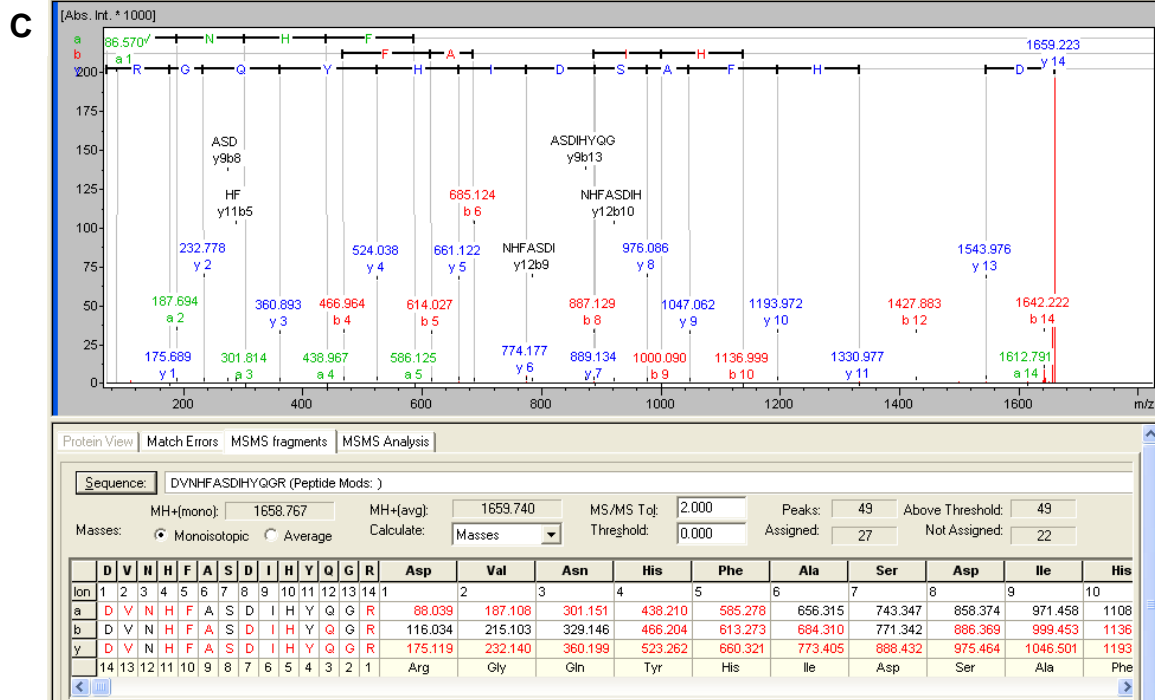 C
[Abs. Int. * 1000]
a 86.570 N H F
a 1
b F A I H 1659.223
y R G Q Y H I D S A F H D y 14
200
175
ASD ASDIHYQG
150
y9b8 y9b13
HF 685.124 NHFASDIH
125
y11b5 b 6 y12b10
100
232.778 524.038 661.122 NHFASDI 976.086 1543.976
y 2 y 4 y 5 y12b9 y 8 y 13
75
187.694 360.893 466.964 614.027 887.129 1047.062 1193.972 1427.883 1642.222
50
a 2 y 3 b 4 b 5 b 8 y 9 y 10 b 12 b 14
25
175.689 301.814 438.967 586.125 774.177 889.134 1000.090 1136.999 1330.977 1612.791
y 1 a 3 a 4 a 5 y 6 y 7 b 9 b 10 y 11 a 14
0
200 400 600 800 1000 1200 1400 1600 m/z
Protein View Match Errors MSMS fragments MSMS Analysis
Sequence: DVNHFASDIHYQGR (Peptide Mods: )
MH+(mono): 1658.767 MH+(avg): 1659.740 MS/MS Tol: 2.000 Peaks: 49 Above Threshold: 49
Masses: Monoisotopic Average Calculate: Masses Threshold: 0.000 Assigned: 27 Not Assigned: 22
D V N H F A S D I H Y Q G R Asp Val Asn His Phe Ala Ser Asp Ile His
Ion 1 2 3 4 5 6 7 8 9 10 11 12 13 14 1 2 3 4 5 6 7 8 9 10
a D V N H F A S D I H Y Q G R 88.039 187.108 301.151 438.210 585.278 656.315 743.347 858.374 971.458 1108
b D V N H F A S D I H Y Q G R 116.034 215.103 329.146 466.204 613.273 684.310 771.342 886.369 999.453 1136
y D V N H F A S D I H Y Q G R 175.119 232.140 360.199 523.262 660.321 773.405 888.432 975.464 1046.501 1193
14 13 12 11 10 9 8 7 6 5 4 3 2 1 Arg Gly Gln Tyr His Ile Asp Ser Ala Phe